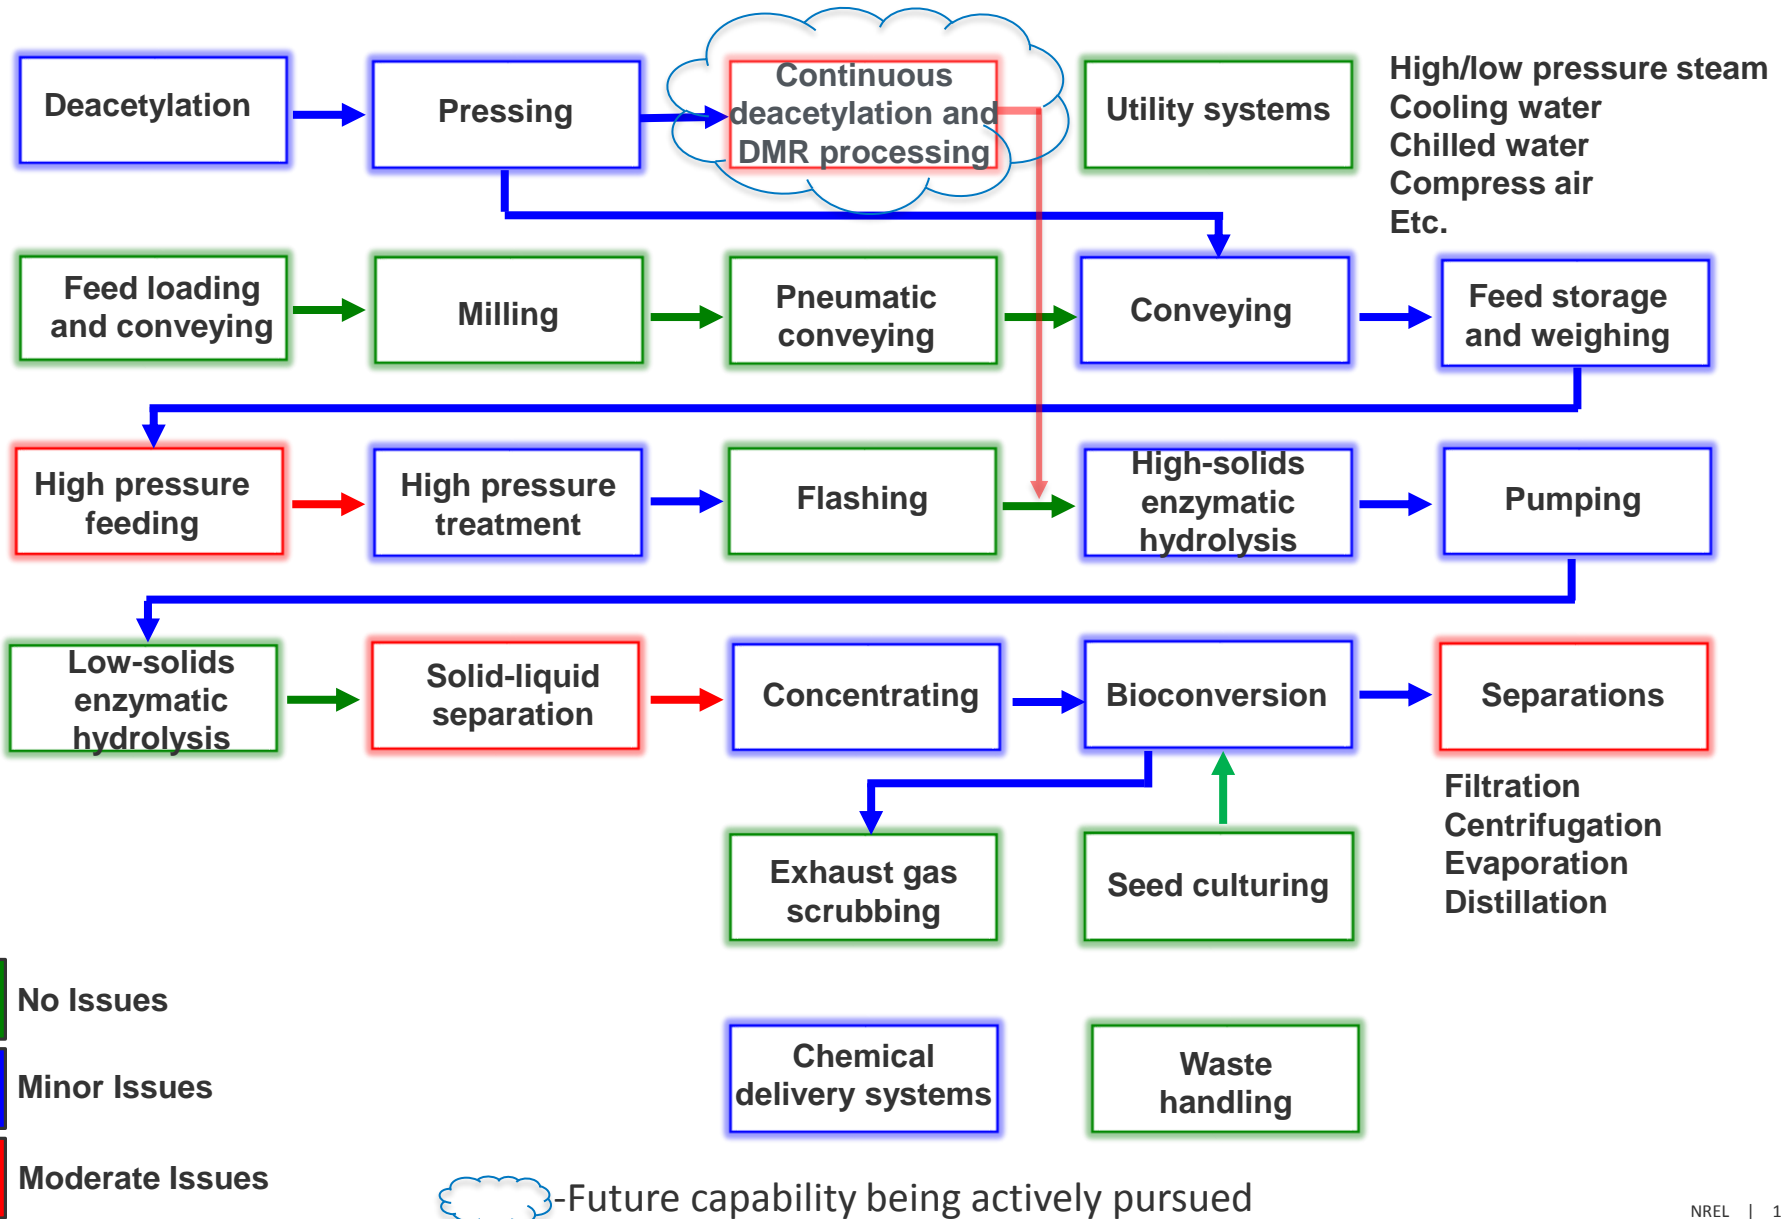 Deacetylation
Pressing
Continuous
deacetylation and
DMR processing
Utility systems
High/low pressure steam
Cooling water
Chilled water
Compress air
Etc.
Feed loading
and conveying
Milling
Pneumatic
conveying
Conveying
Feed storage
and weighing
High pressure
feeding
High pressure
treatment
Flashing
High-solids
enzymatic
hydrolysis
Pumping
Low-solids
enzymatic
hydrolysis
Solid-liquid
separation
Concentrating
Bioconversion
Separations
Filtration
Centrifugation
Evaporation
Distillation
Exhaust gas
scrubbing
Seed culturing
No Issues
Minor Issues
Moderate Issues
Chemical
delivery systems
Waste
handling
-Future capability being actively pursued
NREL | 1